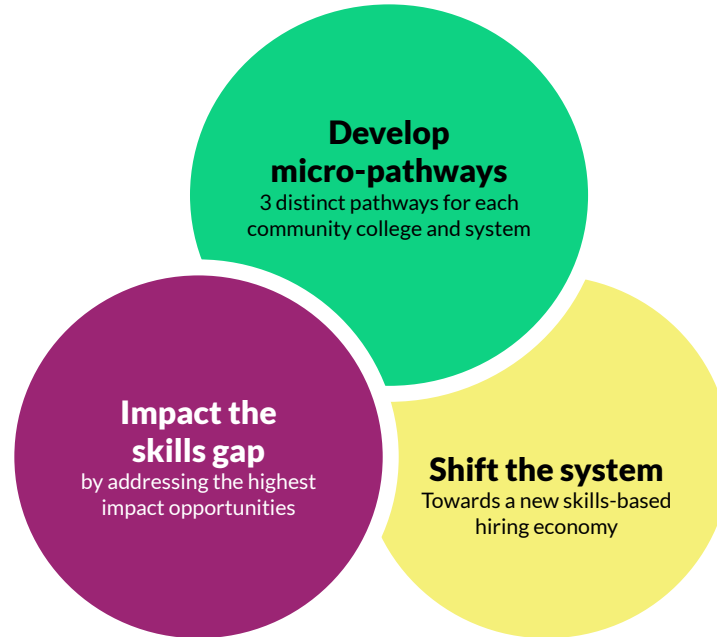 Develop
micro-pathways
3 distinct pathways for each
community college and system
Impact the
skills gap
by addressing the highest
impact opportunities
Shift the system
Towards a new skills-based
hiring economy